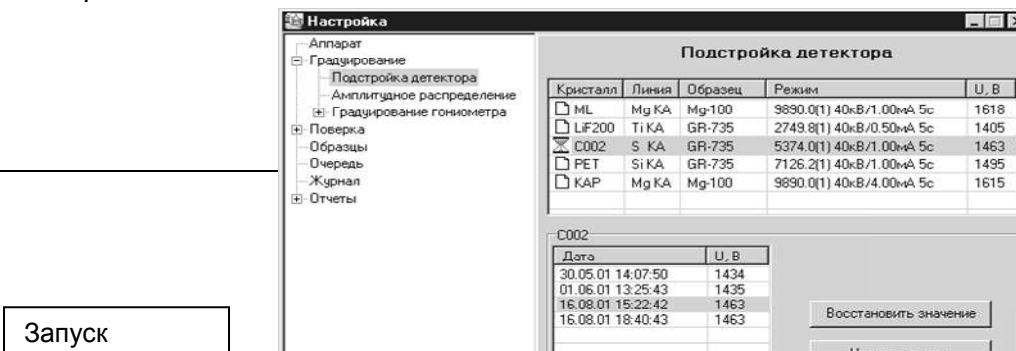 Настройка
Аппарат
Градуирование
Подстройка детектора
Амплитудное распределение
Градуирование гониометра
Поверка
Образцы
Очередь
Журнал
Отчеты
Подстройка детектора
Кристалл Линия Образец Режим U, В
ML Mg KA Mg-100 9890.0(1) 40кВ/1.00мА 5с 1618
LiF200 Ti KA GR-735 2749.8(1) 40кВ/0.50мА 5с 1405
C002 S KA GR-735 5374.0(1) 40кВ/1.00мА 5с 1463
PET Si KA GR-735 7126.2(1) 40кВ/1.00мА 5с 1495
KAP Mg KA Mg-100 9890.0(1) 40кВ/4.00мА 5с 1615
C002
Дата U, В
30.05.01 14:07:50 1434
01.06.01 13:25:43 1435
16.08.01 15:22:42 1463
16.08.01 18:40:43 1463
Восстановить значение
Запуск